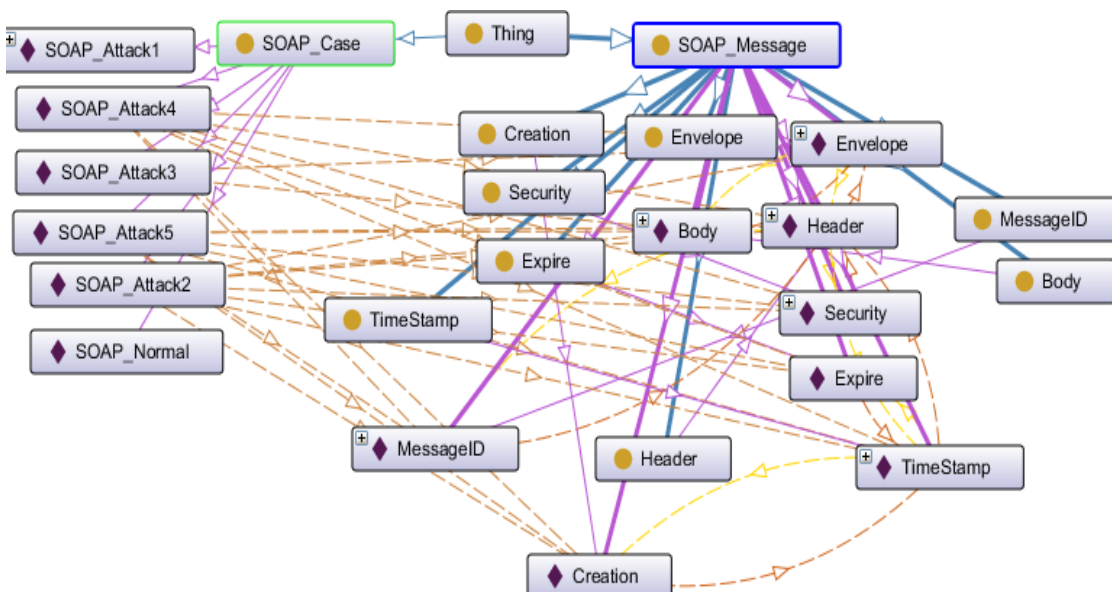 Thing
SOAP_Attack1
SOAP_Case
SOAP_Message
SOAP_Attack4
Creation
Envelope
Envelope
SOAP_Attack3
Security
Body
Header
MessageID
SOAP_Attack5
Expire
Body
SOAP_Attack2
TimeStamp
Security
SOAP_Normal
Expire
MessageID
Header
TimeStamp
Creation